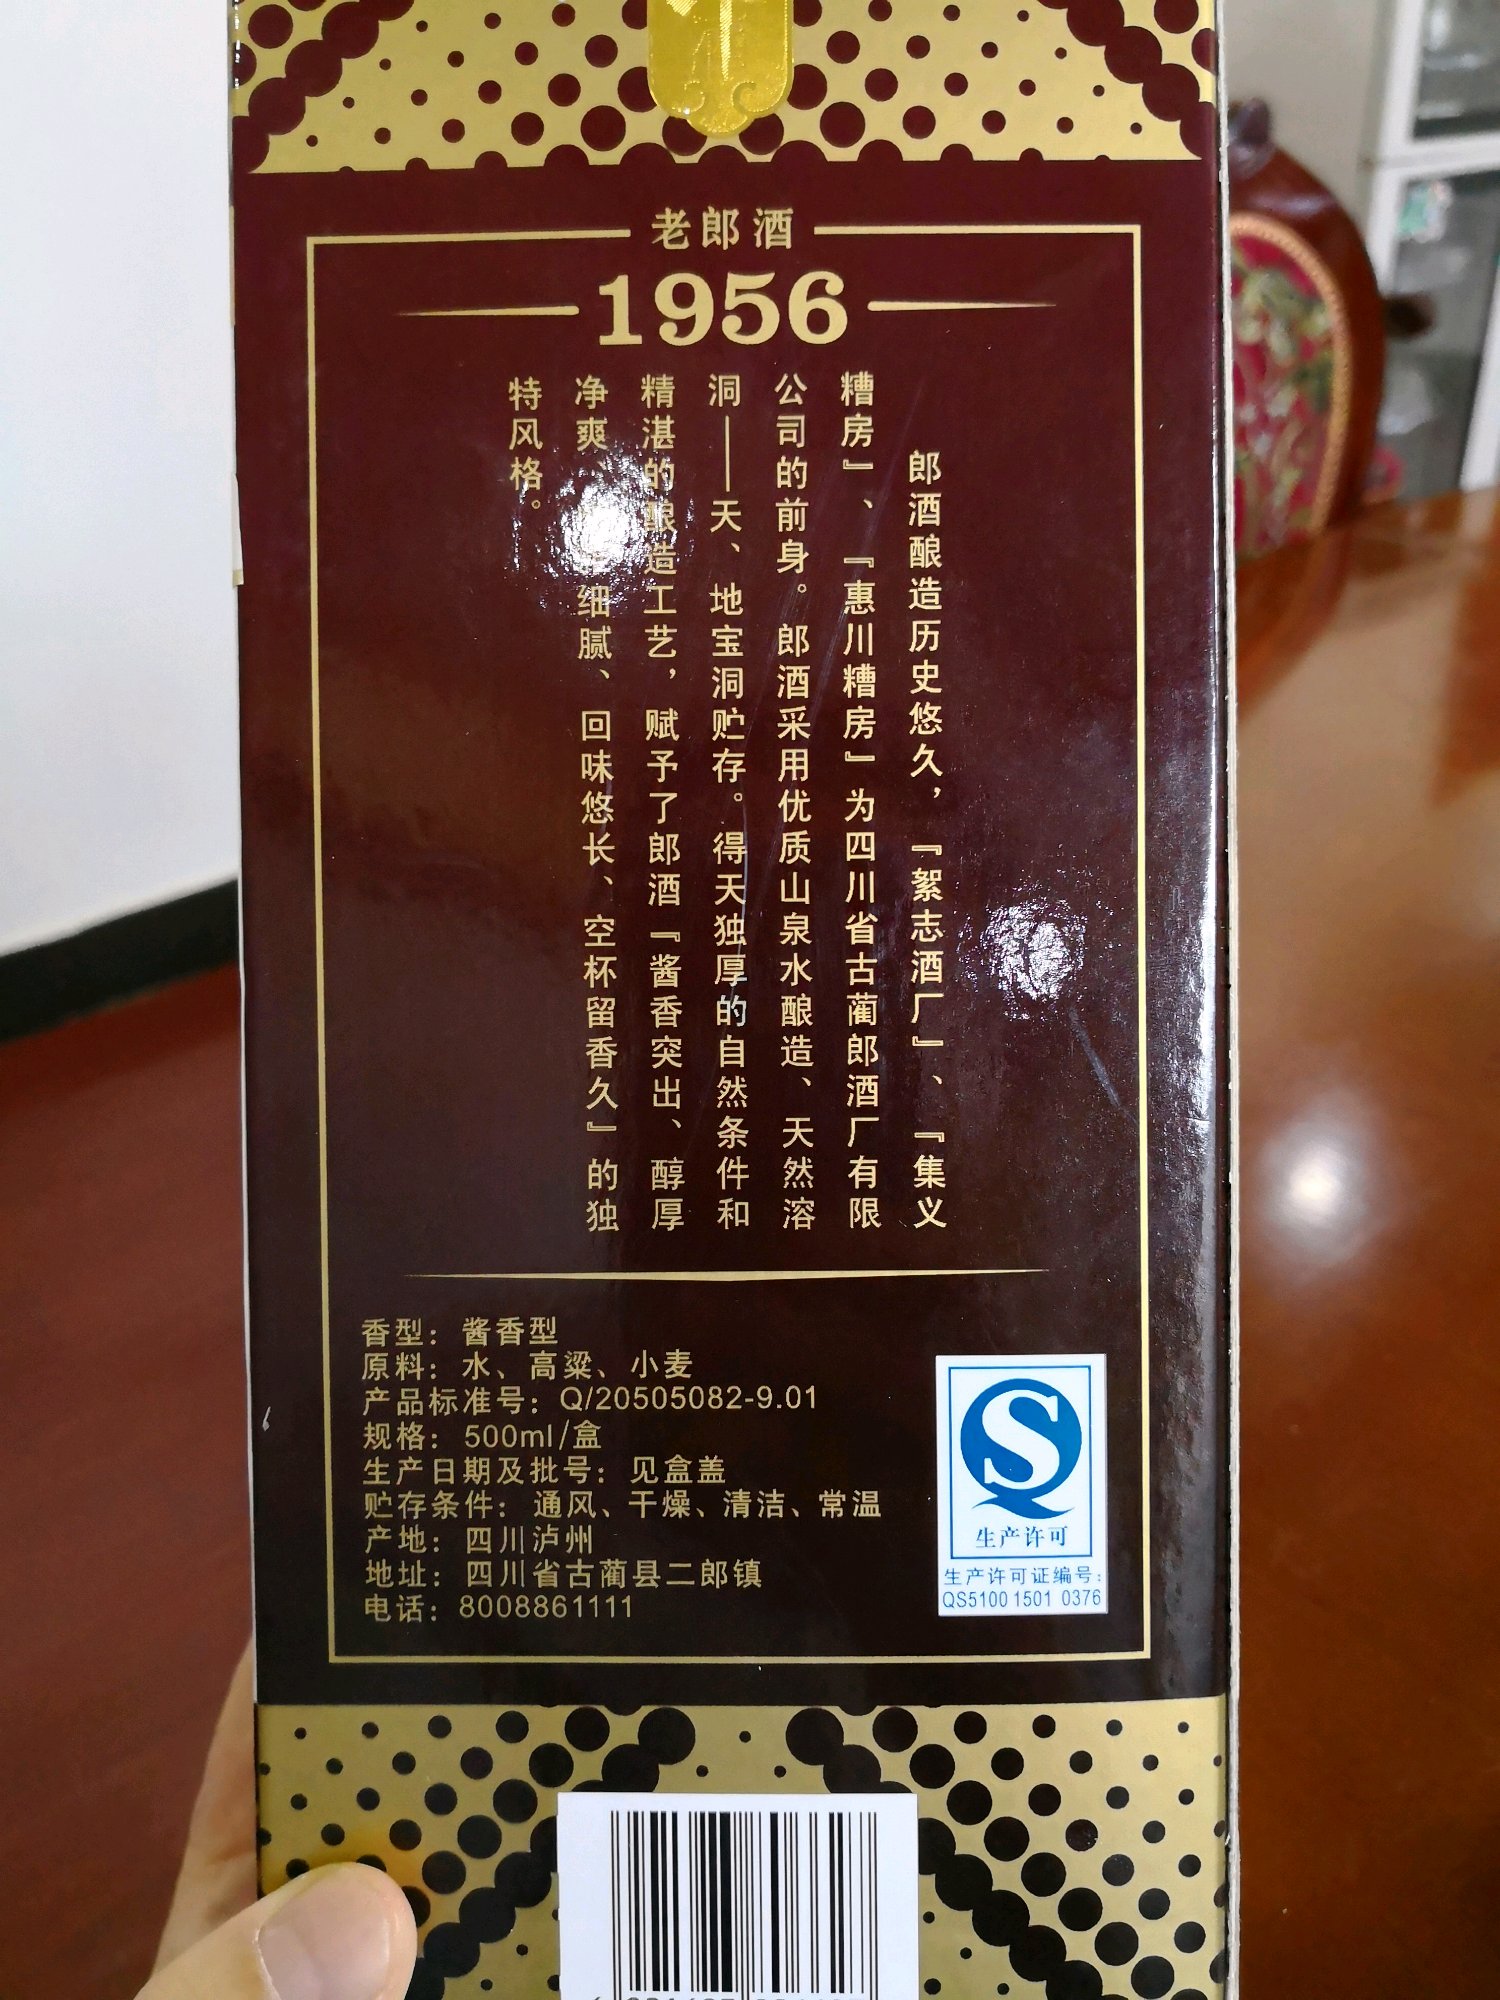 老郎酒
1956
郎酒酿造历史悠久，『絮志酒厂』、『集义
糟房』、『惠川糟房』为四川省古蔺郎酒厂有限
公司的前身。郎酒采用优质山泉水酿造、天然溶
洞——天、地宝洞贮存。得天独厚的自然条件和
精湛的酿造工艺，赋予了郎酒『酱香突出、醇厚
净爽、细腻、回味悠长、空杯留香久』的独
特风格。
香型：酱香型
原料：水、高粱、小麦
产品标准号：Q/20505082-9.01
规格：500ml/盒
生产日期及批号：见盒盖
贮存条件：通风、干燥、清洁、常温
产地：四川泸州
地址：四川省古蔺县二郎镇
电话：8008861111
生产许可
生产许可证编号：
QS5100 1501 0376